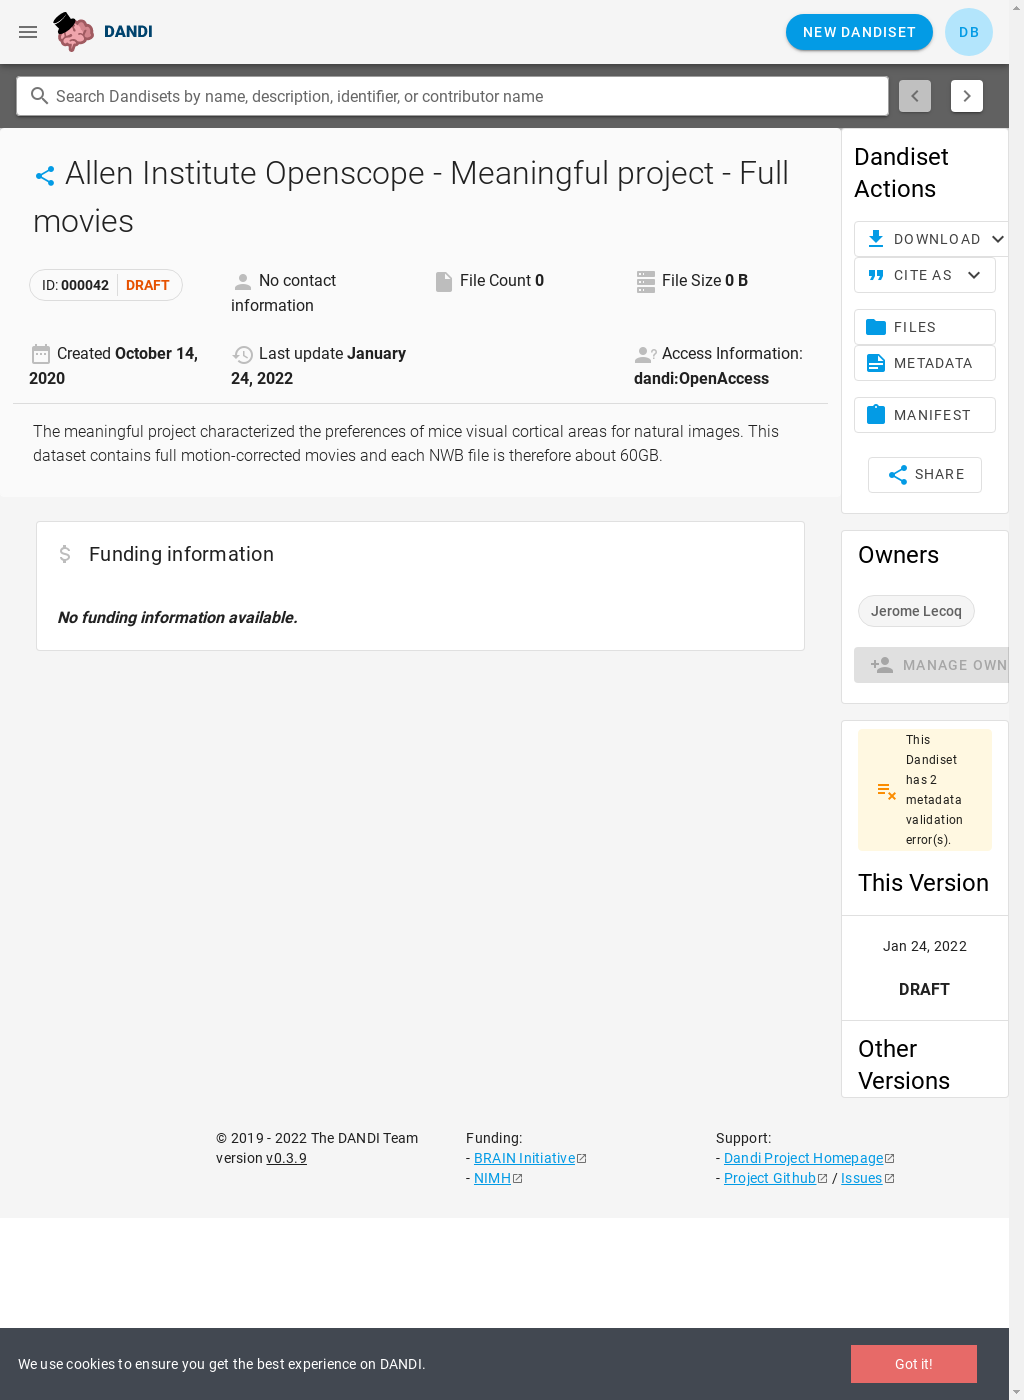 DANDI
NEW DANDISET
DB
Search Dandisets by name, description, identifier, or contributor name
Allen Institute Openscope - Meaningful project - Full
movies
ID: 000042 DRAFT
No contact
information
File Count 0
File Size 0 B
Created October 14,
2020
Last update January
24, 2022
Access Information:
dandi:OpenAccess
The meaningful project characterized the preferences of mice visual cortical areas for natural images. This
dataset contains full motion-corrected movies and each NWB file is therefore about 60GB.
Funding information
No funding information available.
Dandiset
Actions
DOWNLOAD
CITE AS
FILES
METADATA
MANIFEST
SHARE
Owners
Jerome Lecoq
MANAGE OWN
This
Dandiset
has 2
metadata
validation
error(s).
This Version
Jan 24, 2022
DRAFT
Other
Versions
© 2019 - 2022 The DANDI Team
version v0.3.9
Funding:
- BRAIN Initiative
- NIMH
Support:
- Dandi Project Homepage
- Project Github / Issues
We use cookies to ensure you get the best experience on DANDI.
Got it!